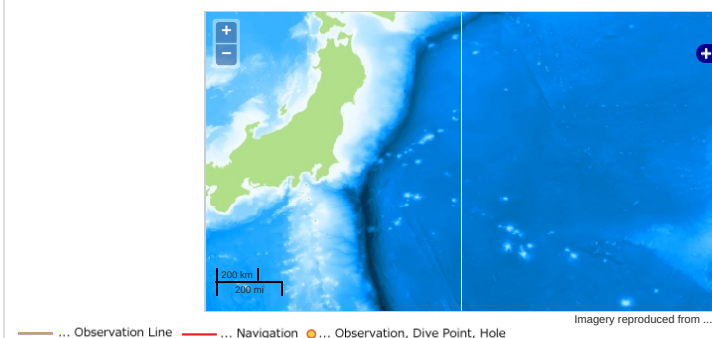 +
−
+
200 km
200 mi
Imagery reproduced from ...
... Observation Line ... Navigation ... Observation, Dive Point, Hole